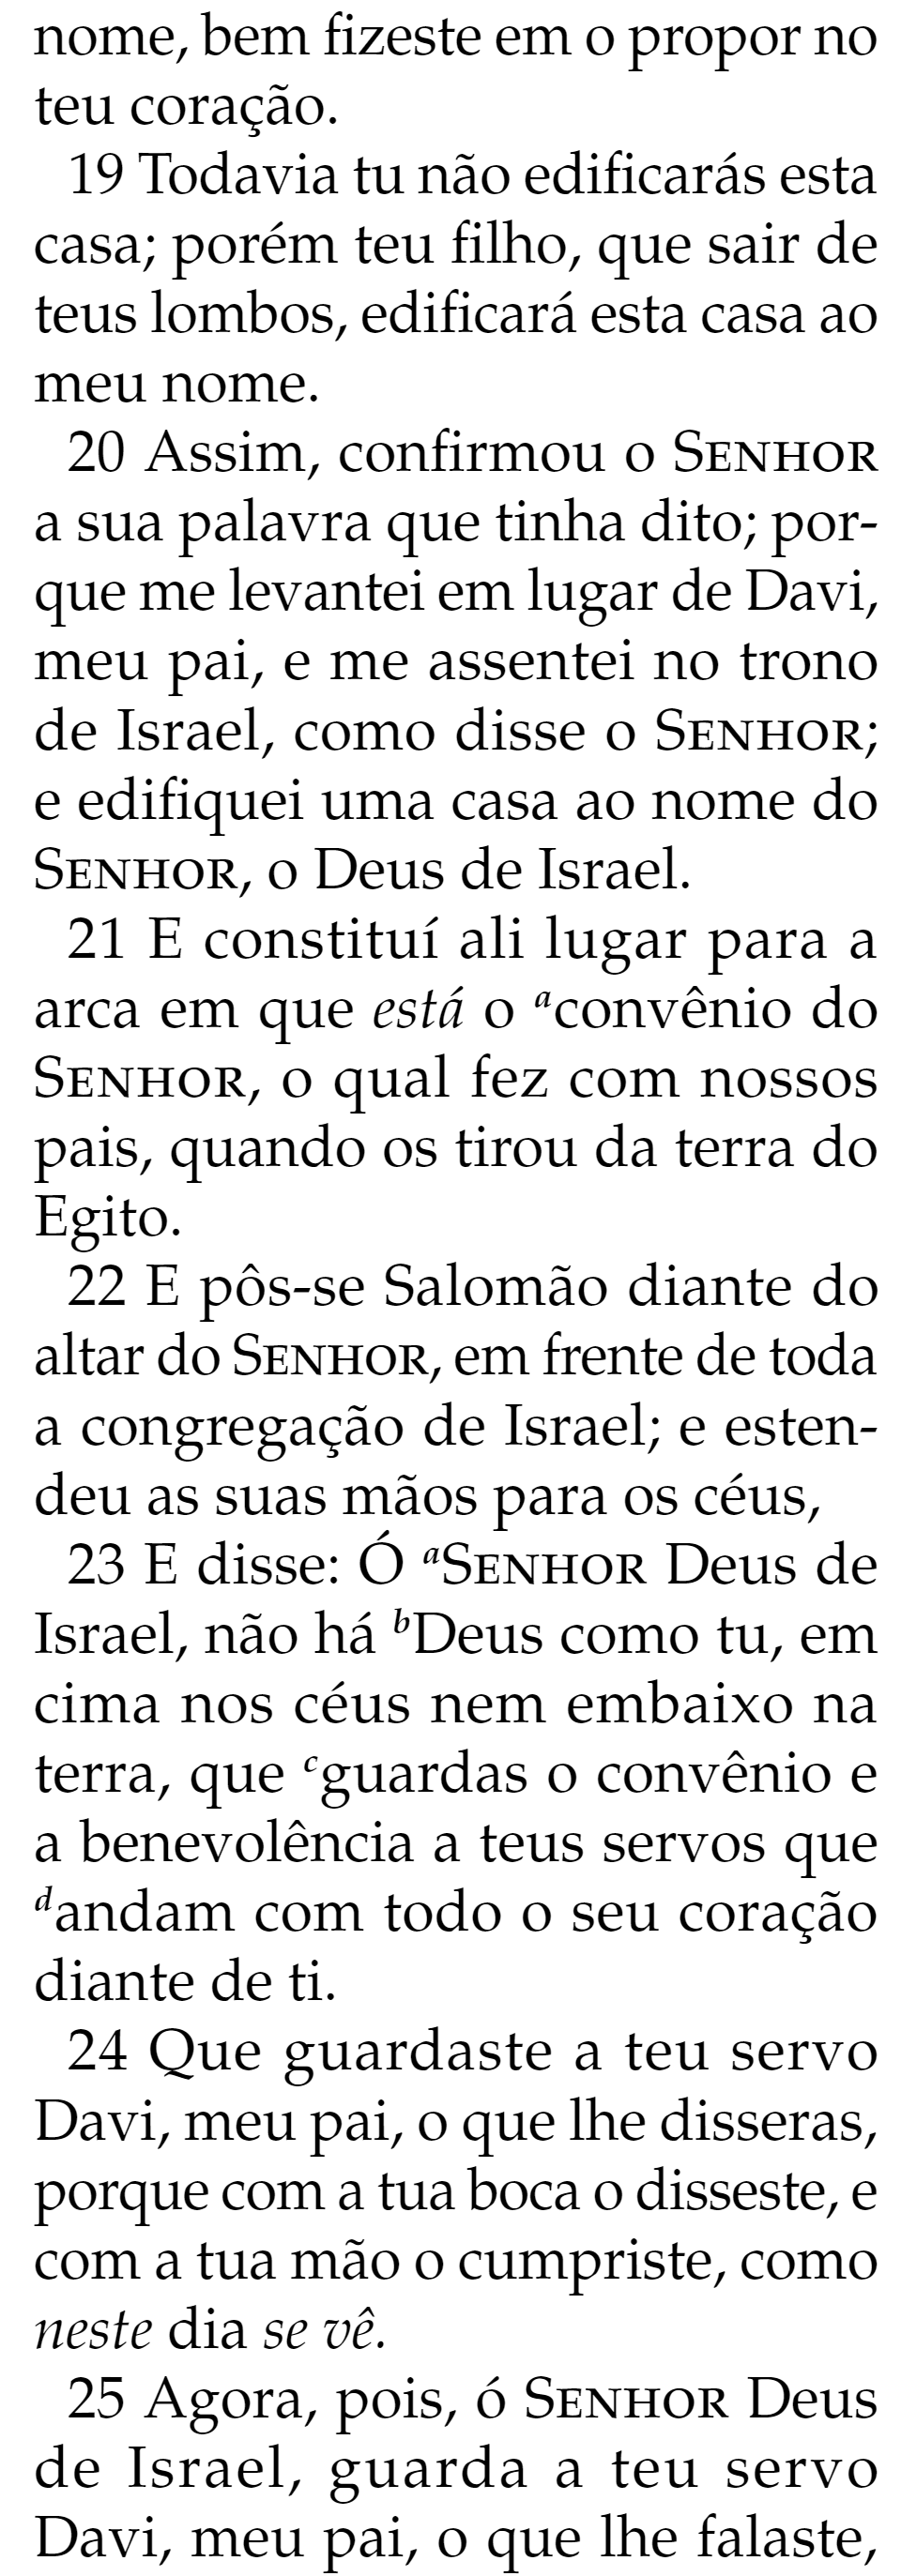 nome, bem fizeste em o propor no
teu coração.
19 Todavia tu não edificarás esta
casa; porém teu filho, que sair de
teus lombos, edificará esta casa ao
meu nome.
20 Assim, confirmou o SENHOR
a sua palavra que tinha dito; por-
que me levantei em lugar de Davi,
meu pai, e me assentei no trono
de Israel, como disse o SENHOR;
e edifiquei uma casa ao nome do
SENHOR, o Deus de Israel.
21 E constituí ali lugar para a
arca em que está o aconvênio do
SENHOR, o qual fez com nossos
pais, quando os tirou da terra do
Egito.
22 E pôs-se Salomão diante do
altar do SENHOR, em frente de toda
a congregação de Israel; e esten-
deu as suas mãos para os céus,
23 E disse: Ó aSENHOR Deus de
Israel, não há bDeus como tu, em
cima nos céus nem embaixo na
terra, que cguardas o convênio e
a benevolência a teus servos que
dandam com todo o seu coração
diante de ti.
24 Que guardaste a teu servo
Davi, meu pai, o que lhe disseras,
porque com a tua boca o disseste, e
com a tua mão o cumpriste, como
neste dia se vê.
25 Agora, pois, ó SENHOR Deus
de Israel, guarda a teu servo
Davi, meu pai, o que lhe falaste,